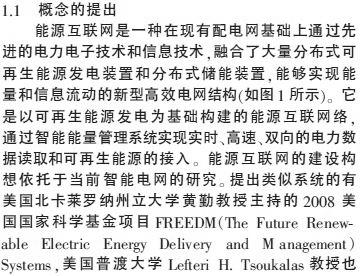 1.1 概念的提出
能源互联网是一种在现有配电网基础上通过先
进的电力电子技术和信息技术,融合了大量分布式可
再生能源发电装置和分布式储能装置,能够实现能
量和信息流动的新型高效电网结构(如图1所示)。它
是以可再生能源发电为基础构建的能源互联网络,
通过智能能量管理系统实现实时、高速、双向的电力数
据读取和可再生能源的接入。能源互联网的建设构
想依托于当前智能电网的研究。提出类似系统的有
美国北卡莱罗纳州立大学黄勤教授主持的2008美
国国家科学基金项目FREEDM(The Future Renew-
able Electric Energy Delivery and Management)
Systems,美国普渡大学Lefteri H. Tsoukalas教授也